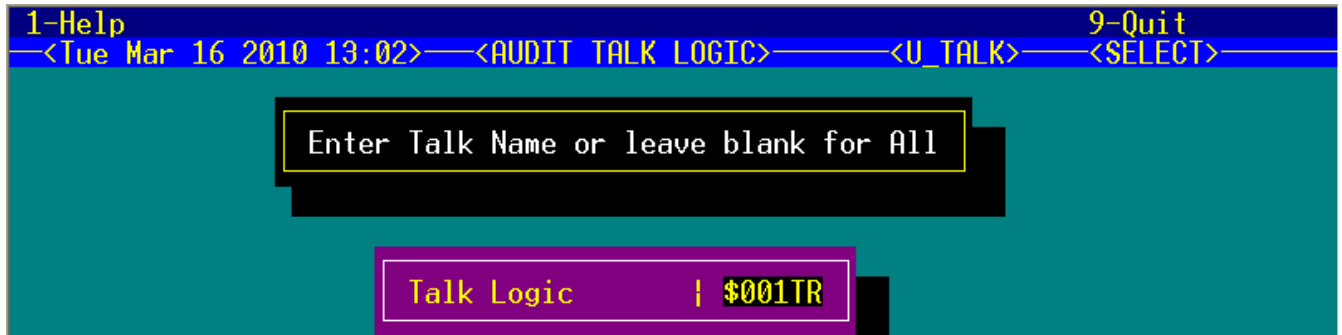 1-Help 9-Quit
<Tue Mar 16 2010 13:02> <AUDIT TALK LOGIC> <U_TALK> <SELECT>
Enter Talk Name or leave blank for All
Talk Logic | $001TR